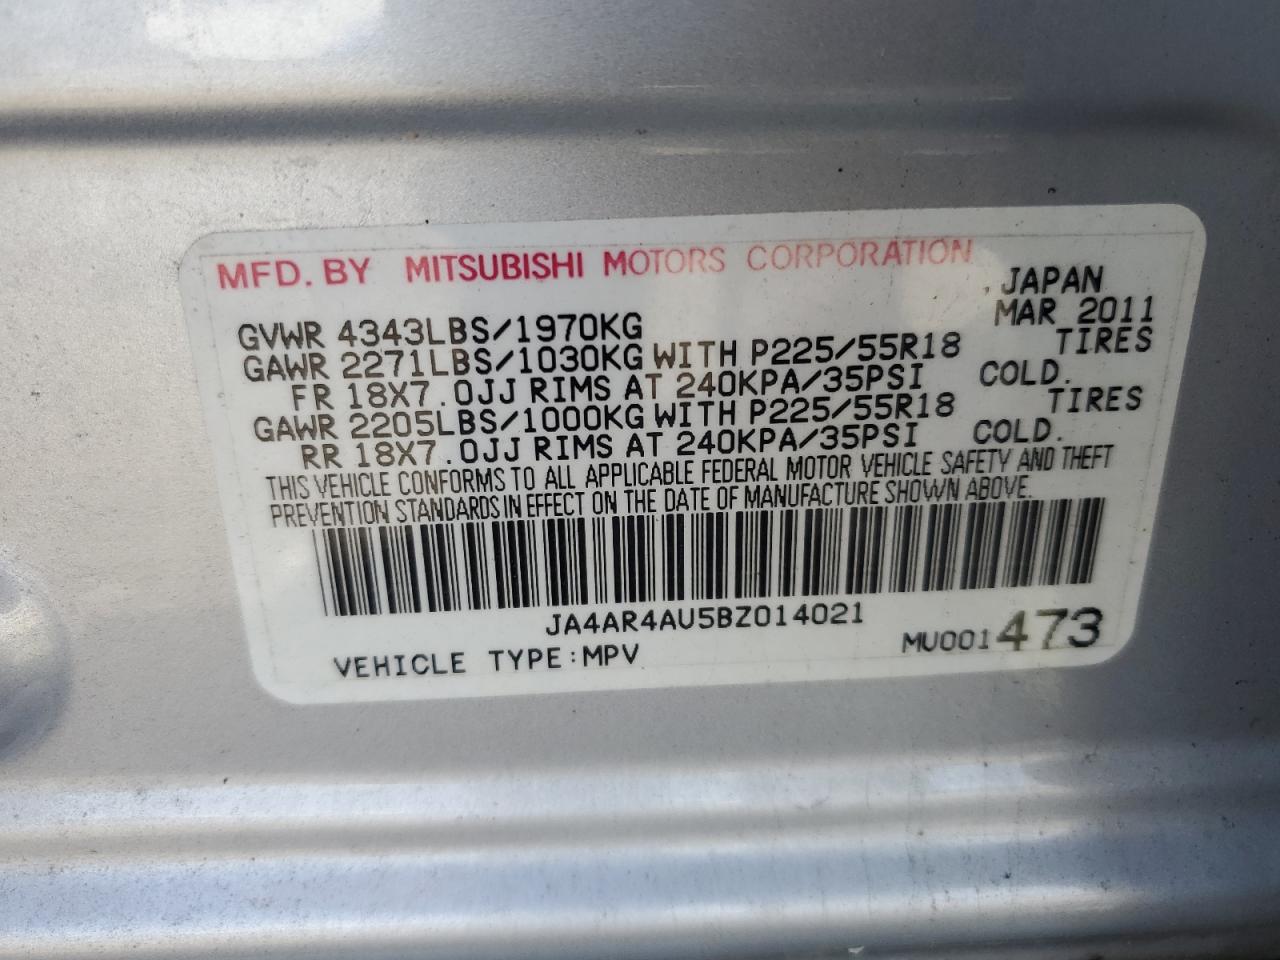 MFD. BY MITSUBISHI MOTORS CORPORATION
JAPAN
MAR 2011
GVWR 4343LBS/1970KG
GAWR 2271LBS/1030KG WITH P225/55R18 TIRES
FR 18X7.0JJ RIMS AT 240KPA/35PSI COLD.
GAWR 2205LBS/1000KG WITH P225/55R18 TIRES
RR 18X7.0JJ RIMS AT 240KPA/35PSI COLD.
THIS VEHICLE CONFORMS TO ALL APPLICABLE FEDERAL MOTOR VEHICLE SAFETY AND THEFT
PREVENTION STANDARDS IN EFFECT ON THE DATE OF MANUFACTURE SHOWN ABOVE.
JA4AR4AU5BZ014021
VEHICLE TYPE:MPV
MU001473